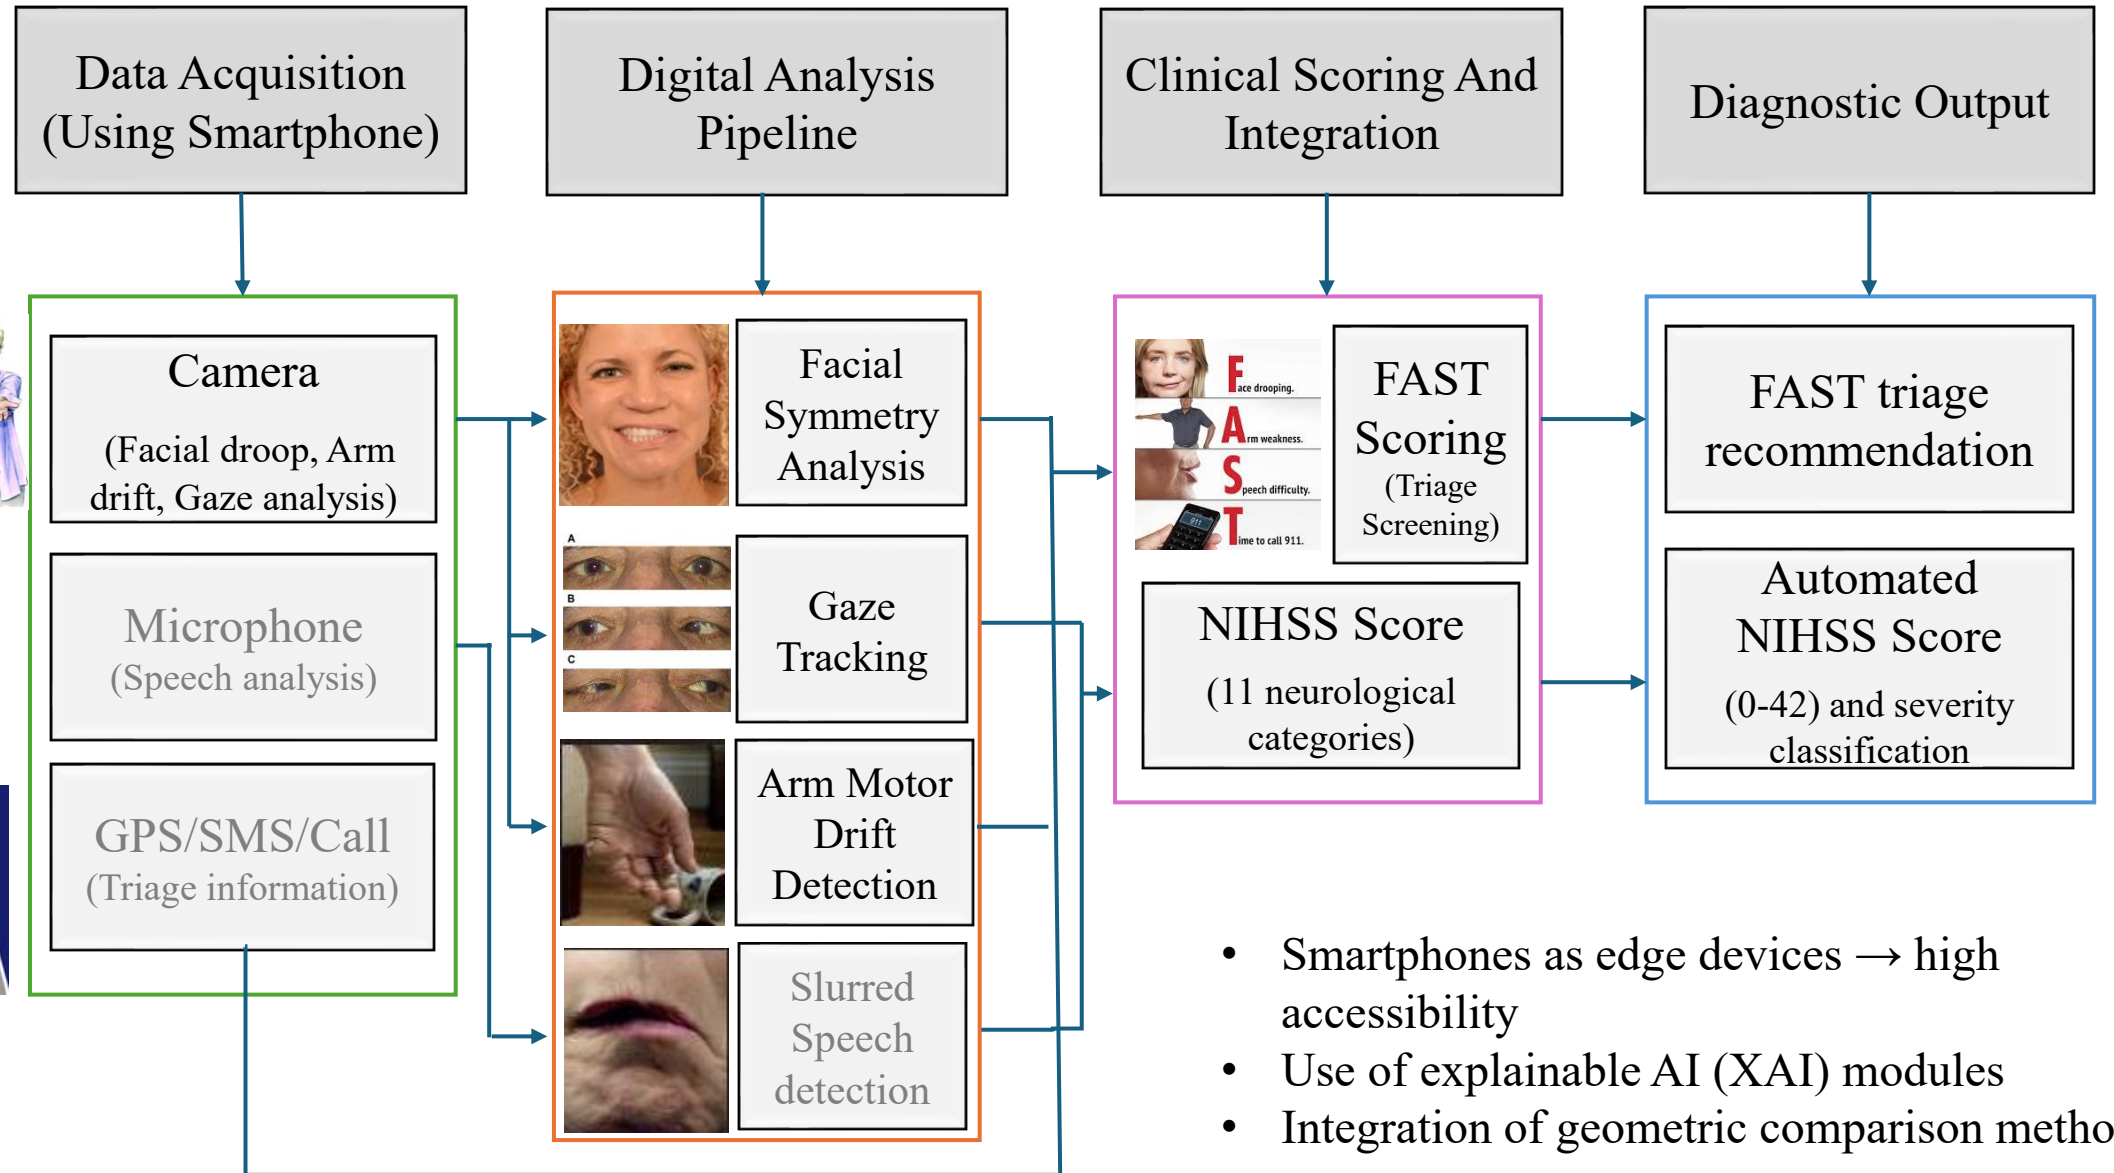 Data Acquisition
(Using Smartphone)
Digital Analysis
Pipeline
Clinical Scoring And
Integration
Diagnostic Output
Camera
(Facial droop, Arm
drift, Gaze analysis)
Microphone
(Speech analysis)
GPS/SMS/Call
(Triage information)
Facial
Symmetry
Analysis
A
B
C
Gaze
Tracking
Arm Motor
Drift
Detection
Slurred
Speech
detection
Face drooping.
Arm weakness.
Speech difficulty.
911
Time to call 911.
FAST
Scoring
(Triage
Screening)
NIHSS Score
(11 neurological
categories)
FAST triage
recommendation
Automated
NIHSS Score
(0-42) and severity
classification
• Smartphones as edge devices → high
accessibility
• Use of explainable AI (XAI) modules
• Integration of geometric comparison metho